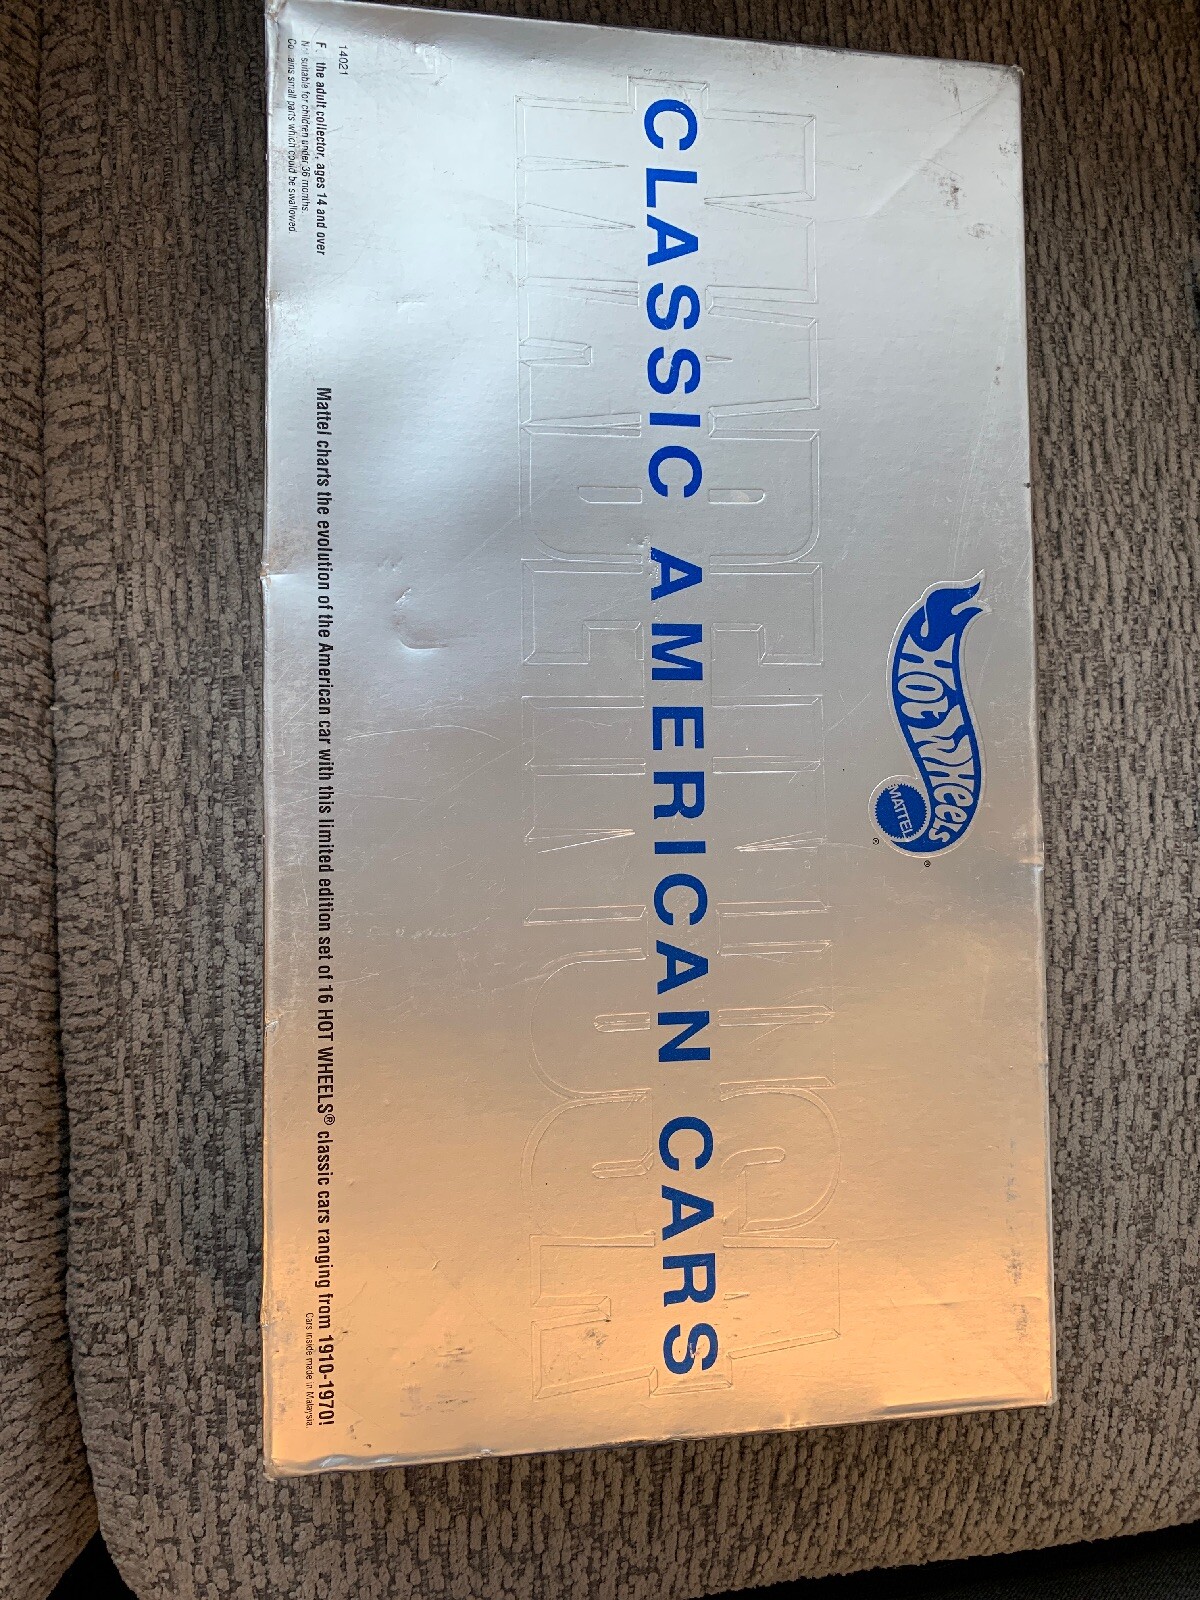 HOT WHEELS
®
MATTEL
®
CLASSIC AMERICAN CARS
14021
the adult collector, ages 14 and over
suitable for children under 36 months.
small parts which could be swallowed.
Mattel charts the evolution of the American car with this limited edition set of 16 HOT WHEELS® classic cars ranging from 1910-1970!
Cars inside made in Malaysia.